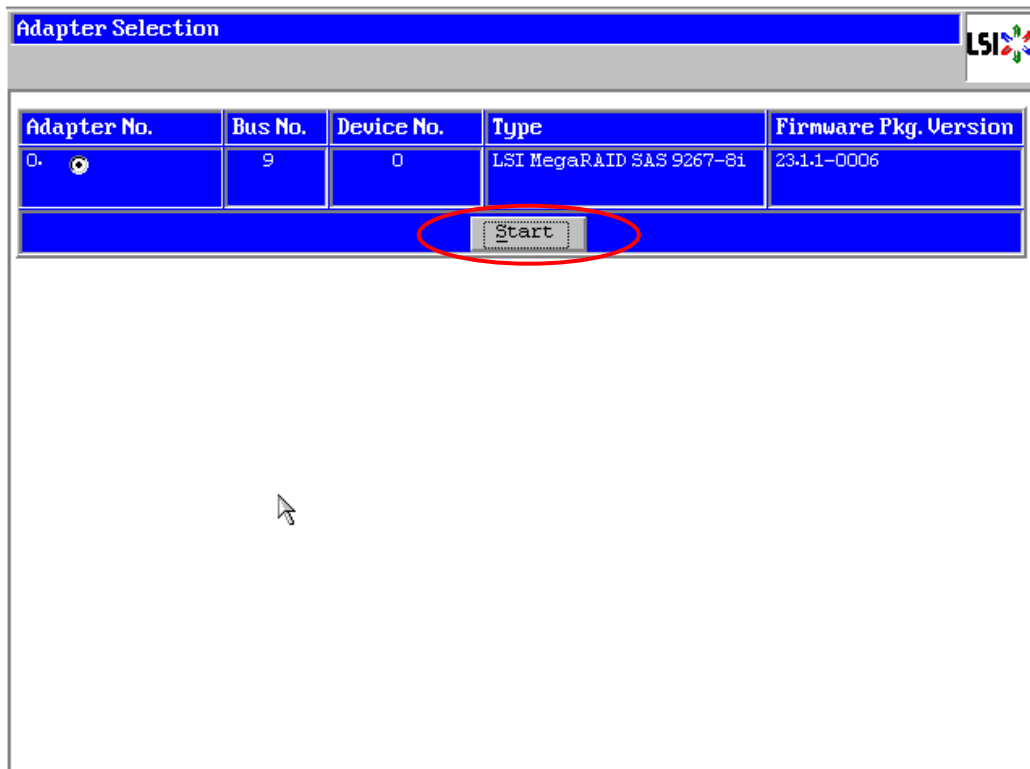 Adapter Selection
LSI
Adapter No. Bus No. Device No. Type Firmware Pkg. Version
0. 9 0 LSI MegaRAID SAS 9267-8i 23.1.1-0006
Start